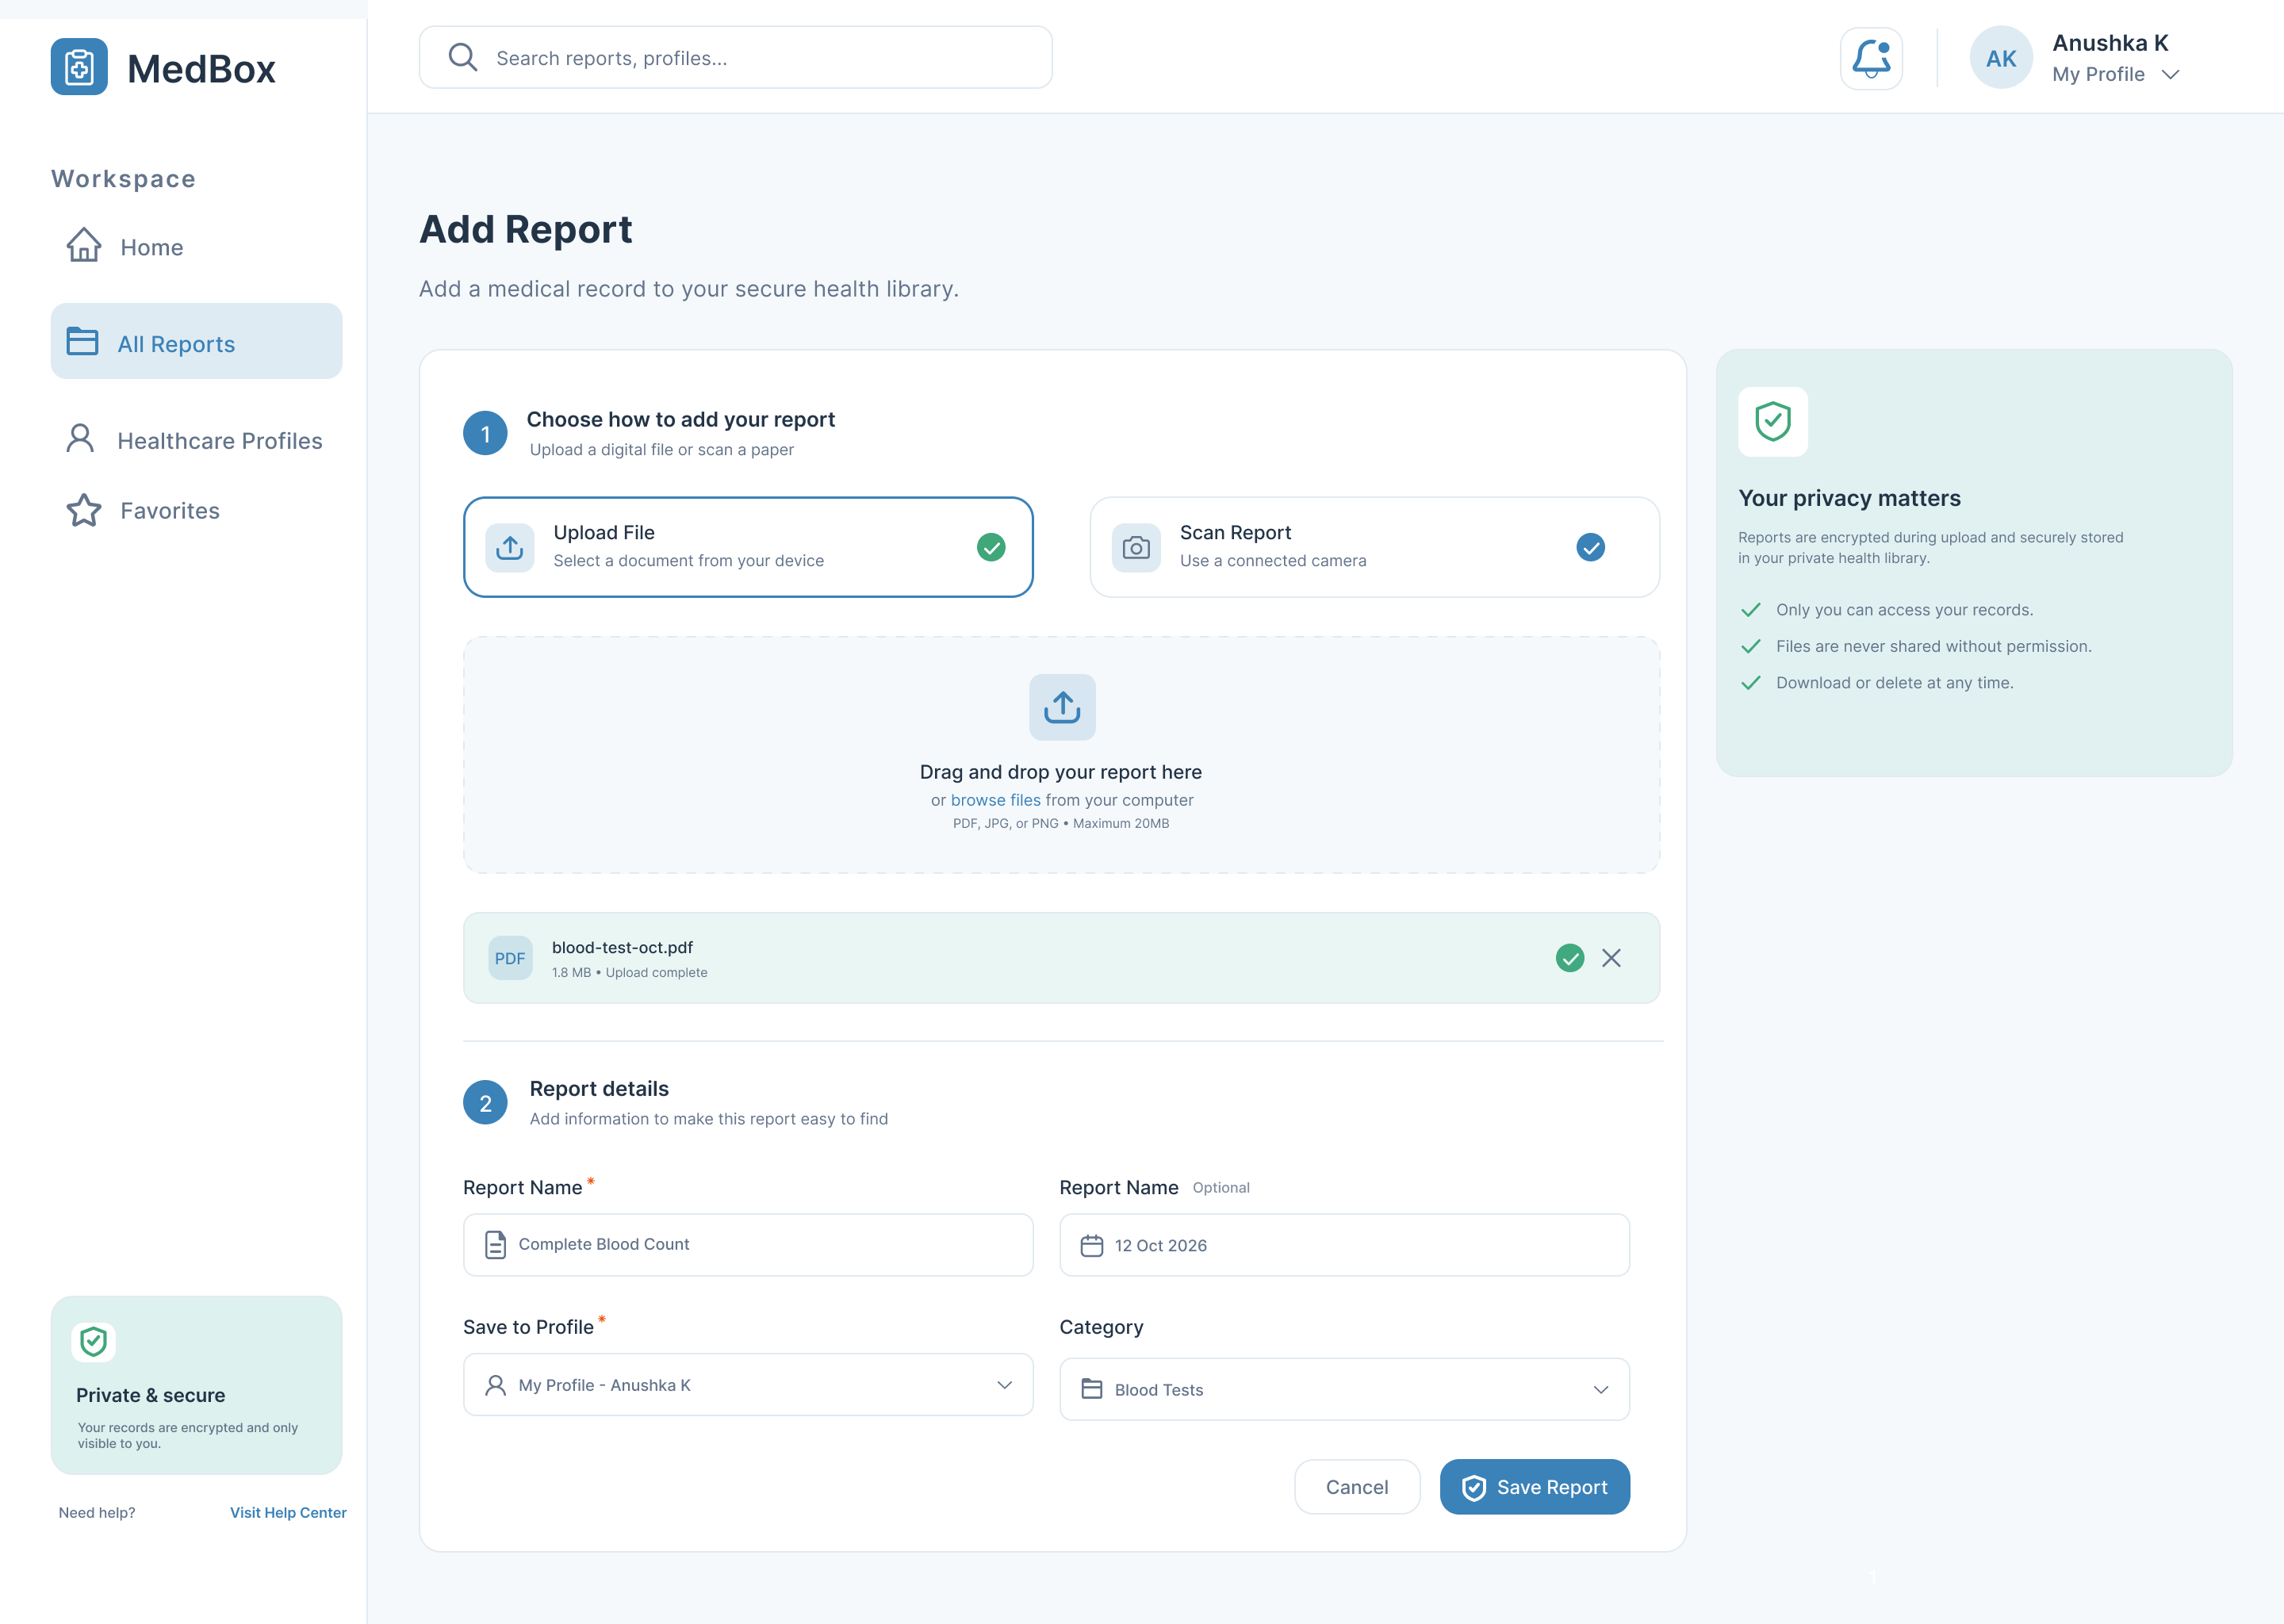 MedBox
Search reports, profiles...
AK
Anushka K
My Profile
Workspace
Home
All Reports
Healthcare Profiles
Favorites
Private & secure
Your records are encrypted and only
visible to you.
Need help?
Visit Help Center
Add Report
Add a medical record to your secure health library.
1
Choose how to add your report
Upload a digital file or scan a paper
Upload File
Select a document from your device
Scan Report
Use a connected camera
Drag and drop your report here
or browse files from your computer
PDF, JPG, or PNG • Maximum 20MB
PDF
blood-test-oct.pdf
1.8 MB • Upload complete
2
Report details
Add information to make this report easy to find
Report Name *
Complete Blood Count
Report Name Optional
12 Oct 2026
Save to Profile *
My Profile - Anushka K
Category
Blood Tests
Cancel
Save Report
Your privacy matters
Reports are encrypted during upload and securely stored
in your private health library.
Only you can access your records.
Files are never shared without permission.
Download or delete at any time.
1